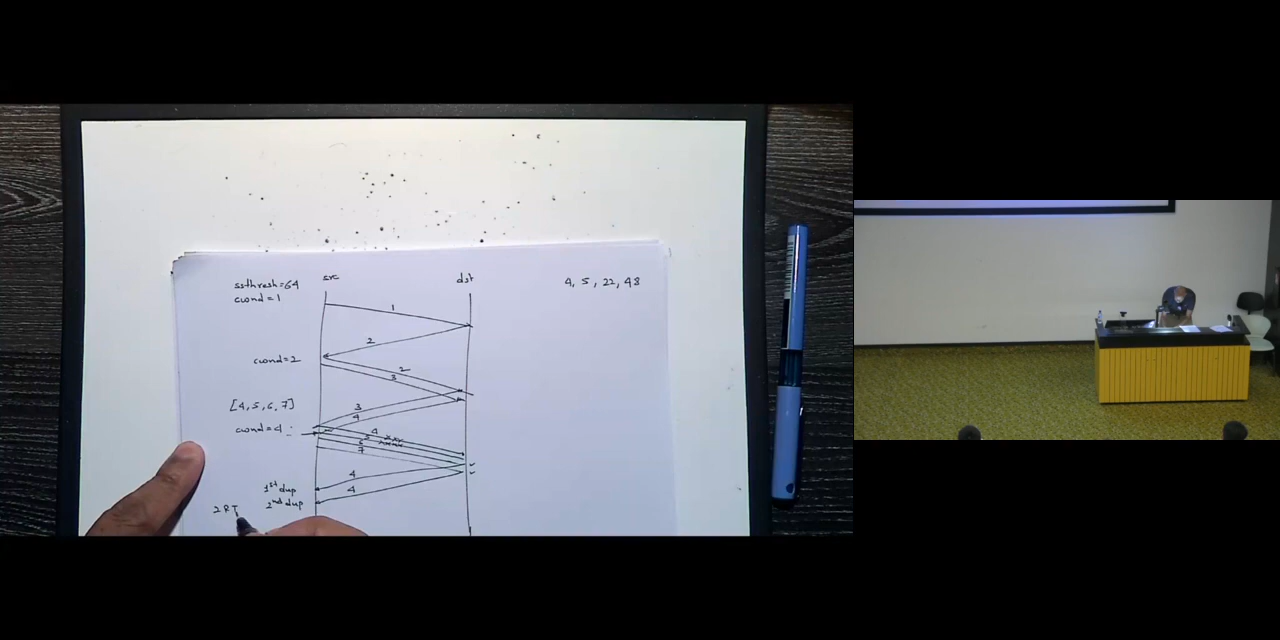 ssthresh=64
cwnd=1
src
dst
4, 5, 22, 48
1
2
cwnd=2
2
3
[4, 5, 6, 7]
3
4
cwnd=4
4
5
6
7
4
1st dup
4
2nd dup
2RT